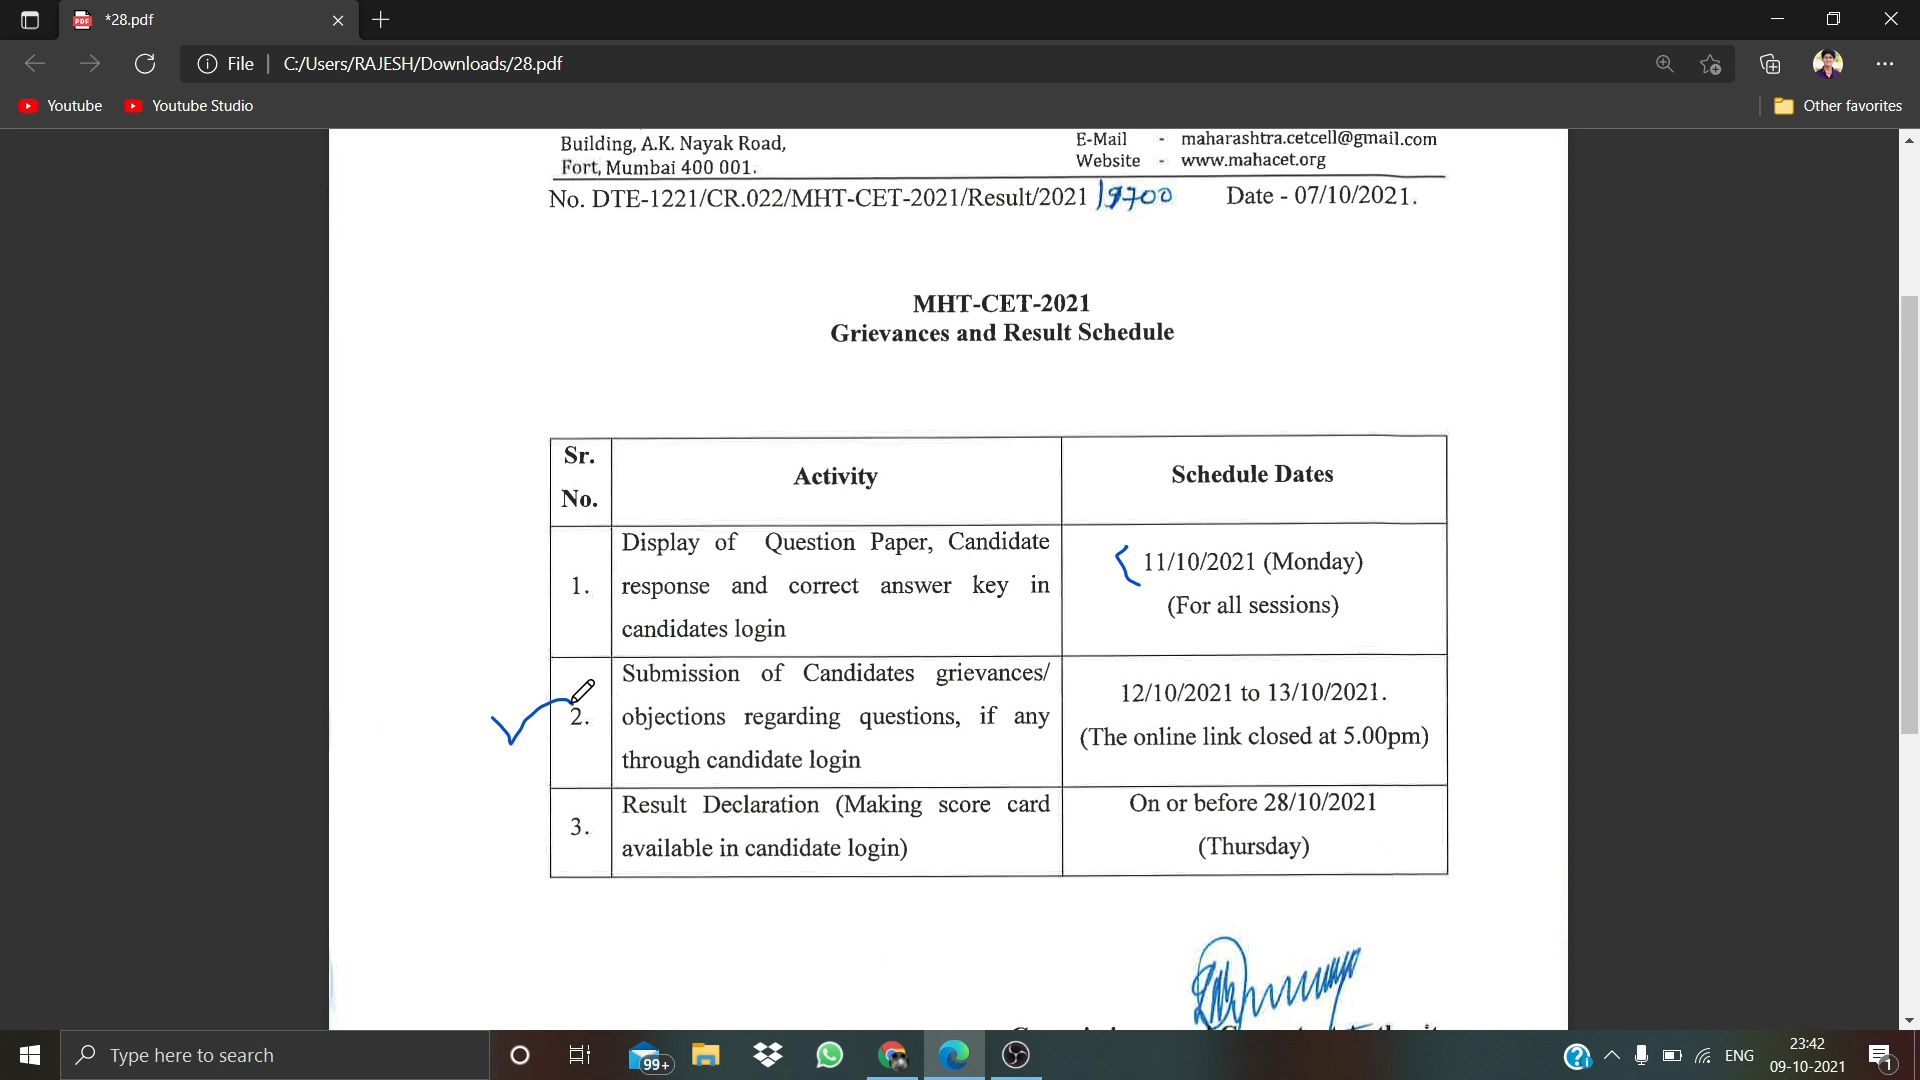 *28.pdf
File
C:/Users/RAJESH/Downloads/28.pdf
Youtube
Youtube Studio
Other favorites
Building, A.K. Nayak Road,
Fort, Mumbai 400 001.
E-Mail - maharashtra.cetcell@gmail.com
Website - www.mahacet.org
No. DTE-1221/CR.022/MHT-CET-2021/Result/2021 |9700 Date - 07/10/2021.
MHT-CET-2021
Grievances and Result Schedule
Sr. No.
Activity
Schedule Dates
1.
Display of Question Paper, Candidate
response and correct answer key in
candidates login
11/10/2021 (Monday)
(For all sessions)
2.
Submission of Candidates grievances/
objections regarding questions, if any
through candidate login
12/10/2021 to 13/10/2021.
(The online link closed at 5.00pm)
3.
Result Declaration (Making score card
available in candidate login)
On or before 28/10/2021
(Thursday)
Type here to search
99+
ENG
23:42
09-10-2021
1